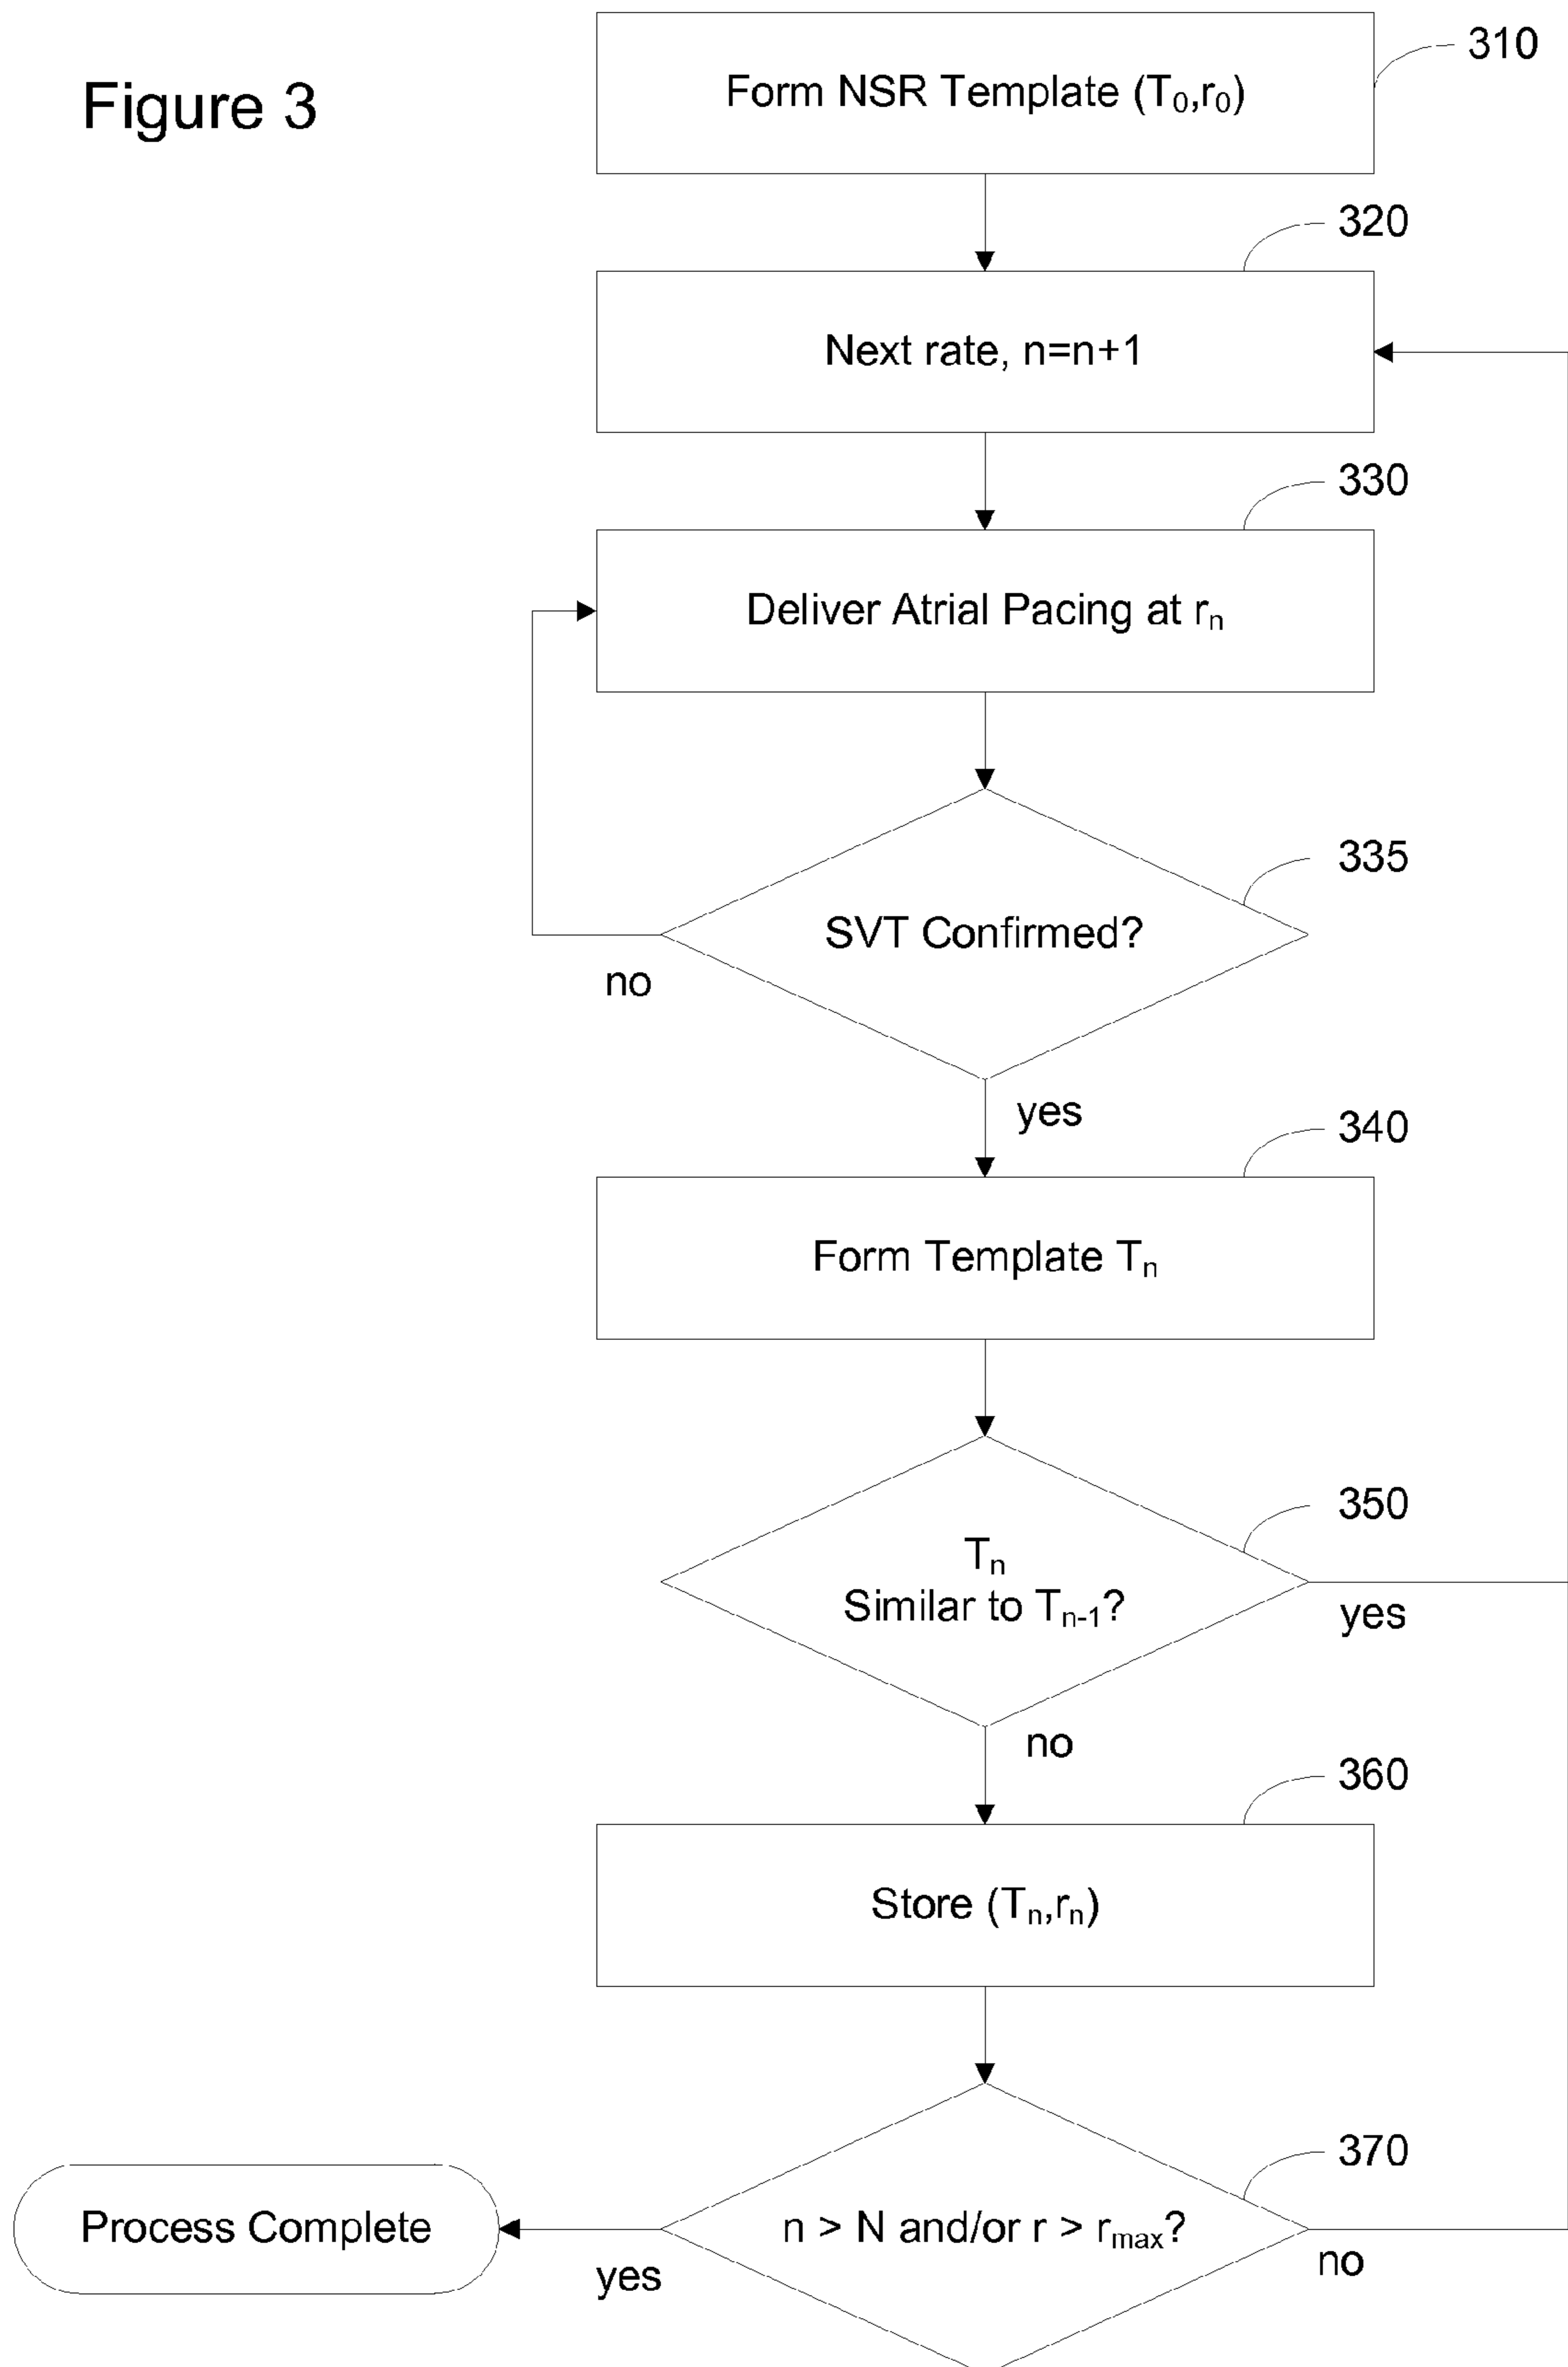 Figure 3
Form NSR Template (T₀,r₀)
310
320
Next rate, n=n+1
330
Deliver Atrial Pacing at rₙ
335
SVT Confirmed?
no
yes
340
Form Template Tₙ
350
Tₙ
Similar to Tₙ₋₁?
yes
no
360
Store (Tₙ,rₙ)
370
Process Complete
n > N and/or r > rₘₐₓ?
yes
no